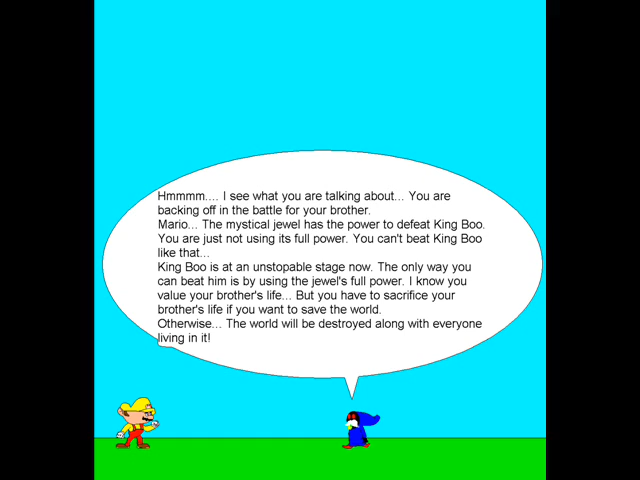 Hmmmm.... I see what you are talking about... You are
backing off in the battle for your brother.
Mario... The mystical jewel has the power to defeat King Boo.
You are just not using its full power. You can't beat King Boo
like that...
King Boo is at an unstopable stage now. The only way you
can beat him is by using the jewel's full power. I know you
value your brother's life... But you have to sacrifice your
brother's life if you want to save the world.
Otherwise... The world will be destroyed along with everyone
living in it!